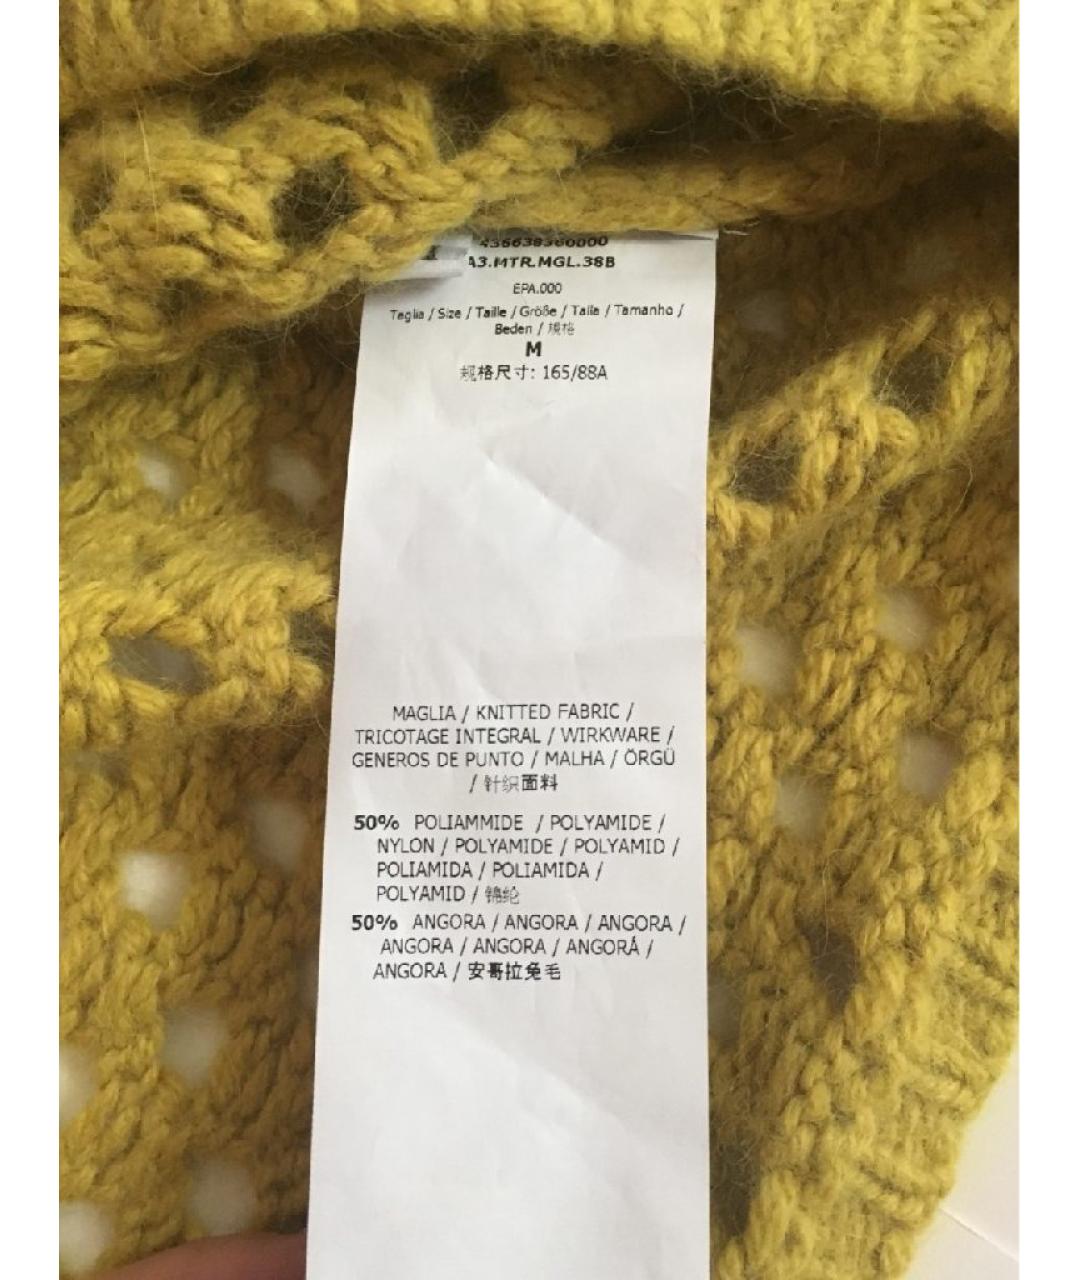 436638360000
A3.MTR.MGL.38B
EPA.000
Taglia / Size / Taille / Größe / Talla / Tamanho /
Beden / 规格
M
规格尺寸: 165/88A
MAGLIA / KNITTED FABRIC /
TRICOTAGE INTEGRAL / WIRKWARE /
GENEROS DE PUNTO / MALHA / ÖRGÜ
/ 针织面料
50% POLIAMMIDE / POLYAMIDE /
NYLON / POLYAMIDE / POLYAMID /
POLIAMIDA / POLIAMIDA /
POLYAMID / 锦纶
50% ANGORA / ANGORA / ANGORA /
ANGORA / ANGORA / ANGORÁ /
ANGORA / 安哥拉兔毛